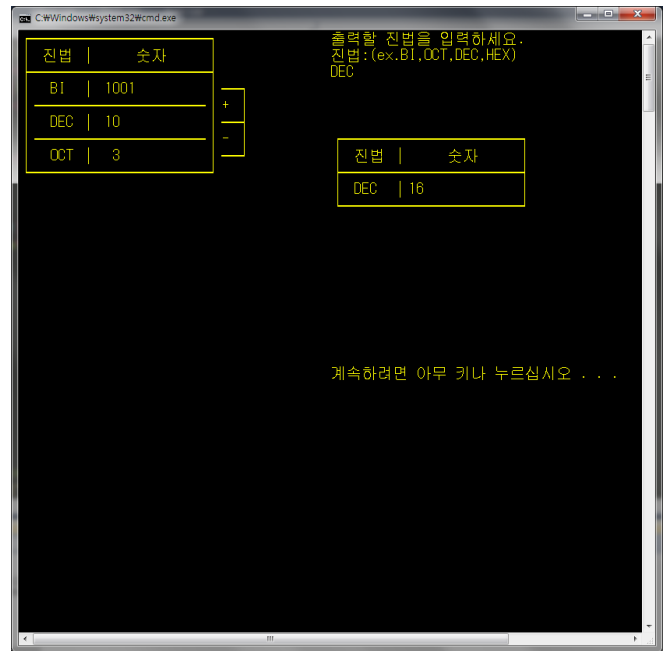 C:₩Windows₩system32₩cmd.exe
진법 | 숫자
BI | 1001
+
DEC | 10
-
OCT | 3
출력할 진법을 입력하세요.
진법:(ex.BI,OCT,DEC,HEX)
DEC
진법 | 숫자
DEC | 16
계속하려면 아무 키나 누르십시오 . . .